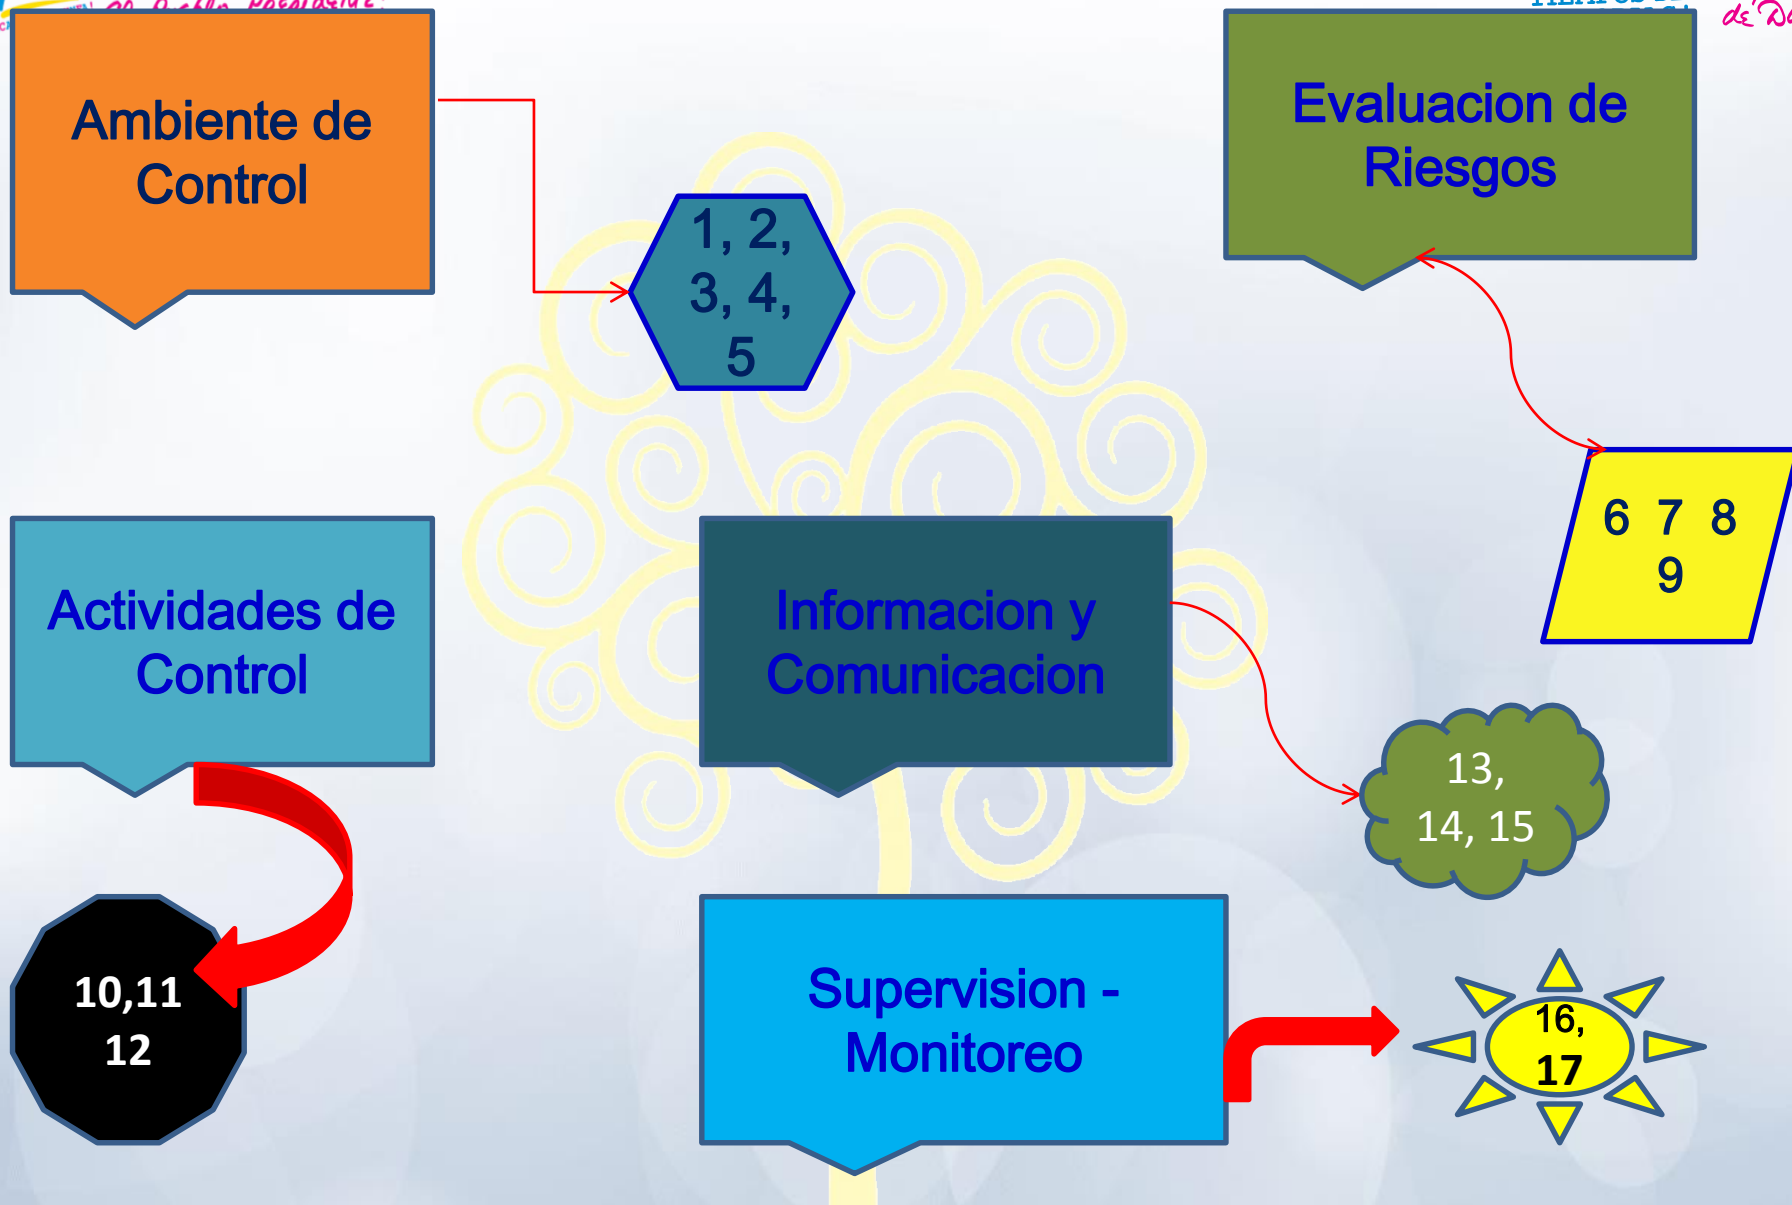 Ambiente de
Control
1, 2,
3, 4,
5
Evaluacion de
Riesgos
6 7 8
9
Actividades de
Control
10,11
12
Informacion y
Comunicacion
13,
14, 15
Supervision -
Monitoreo
16,
17